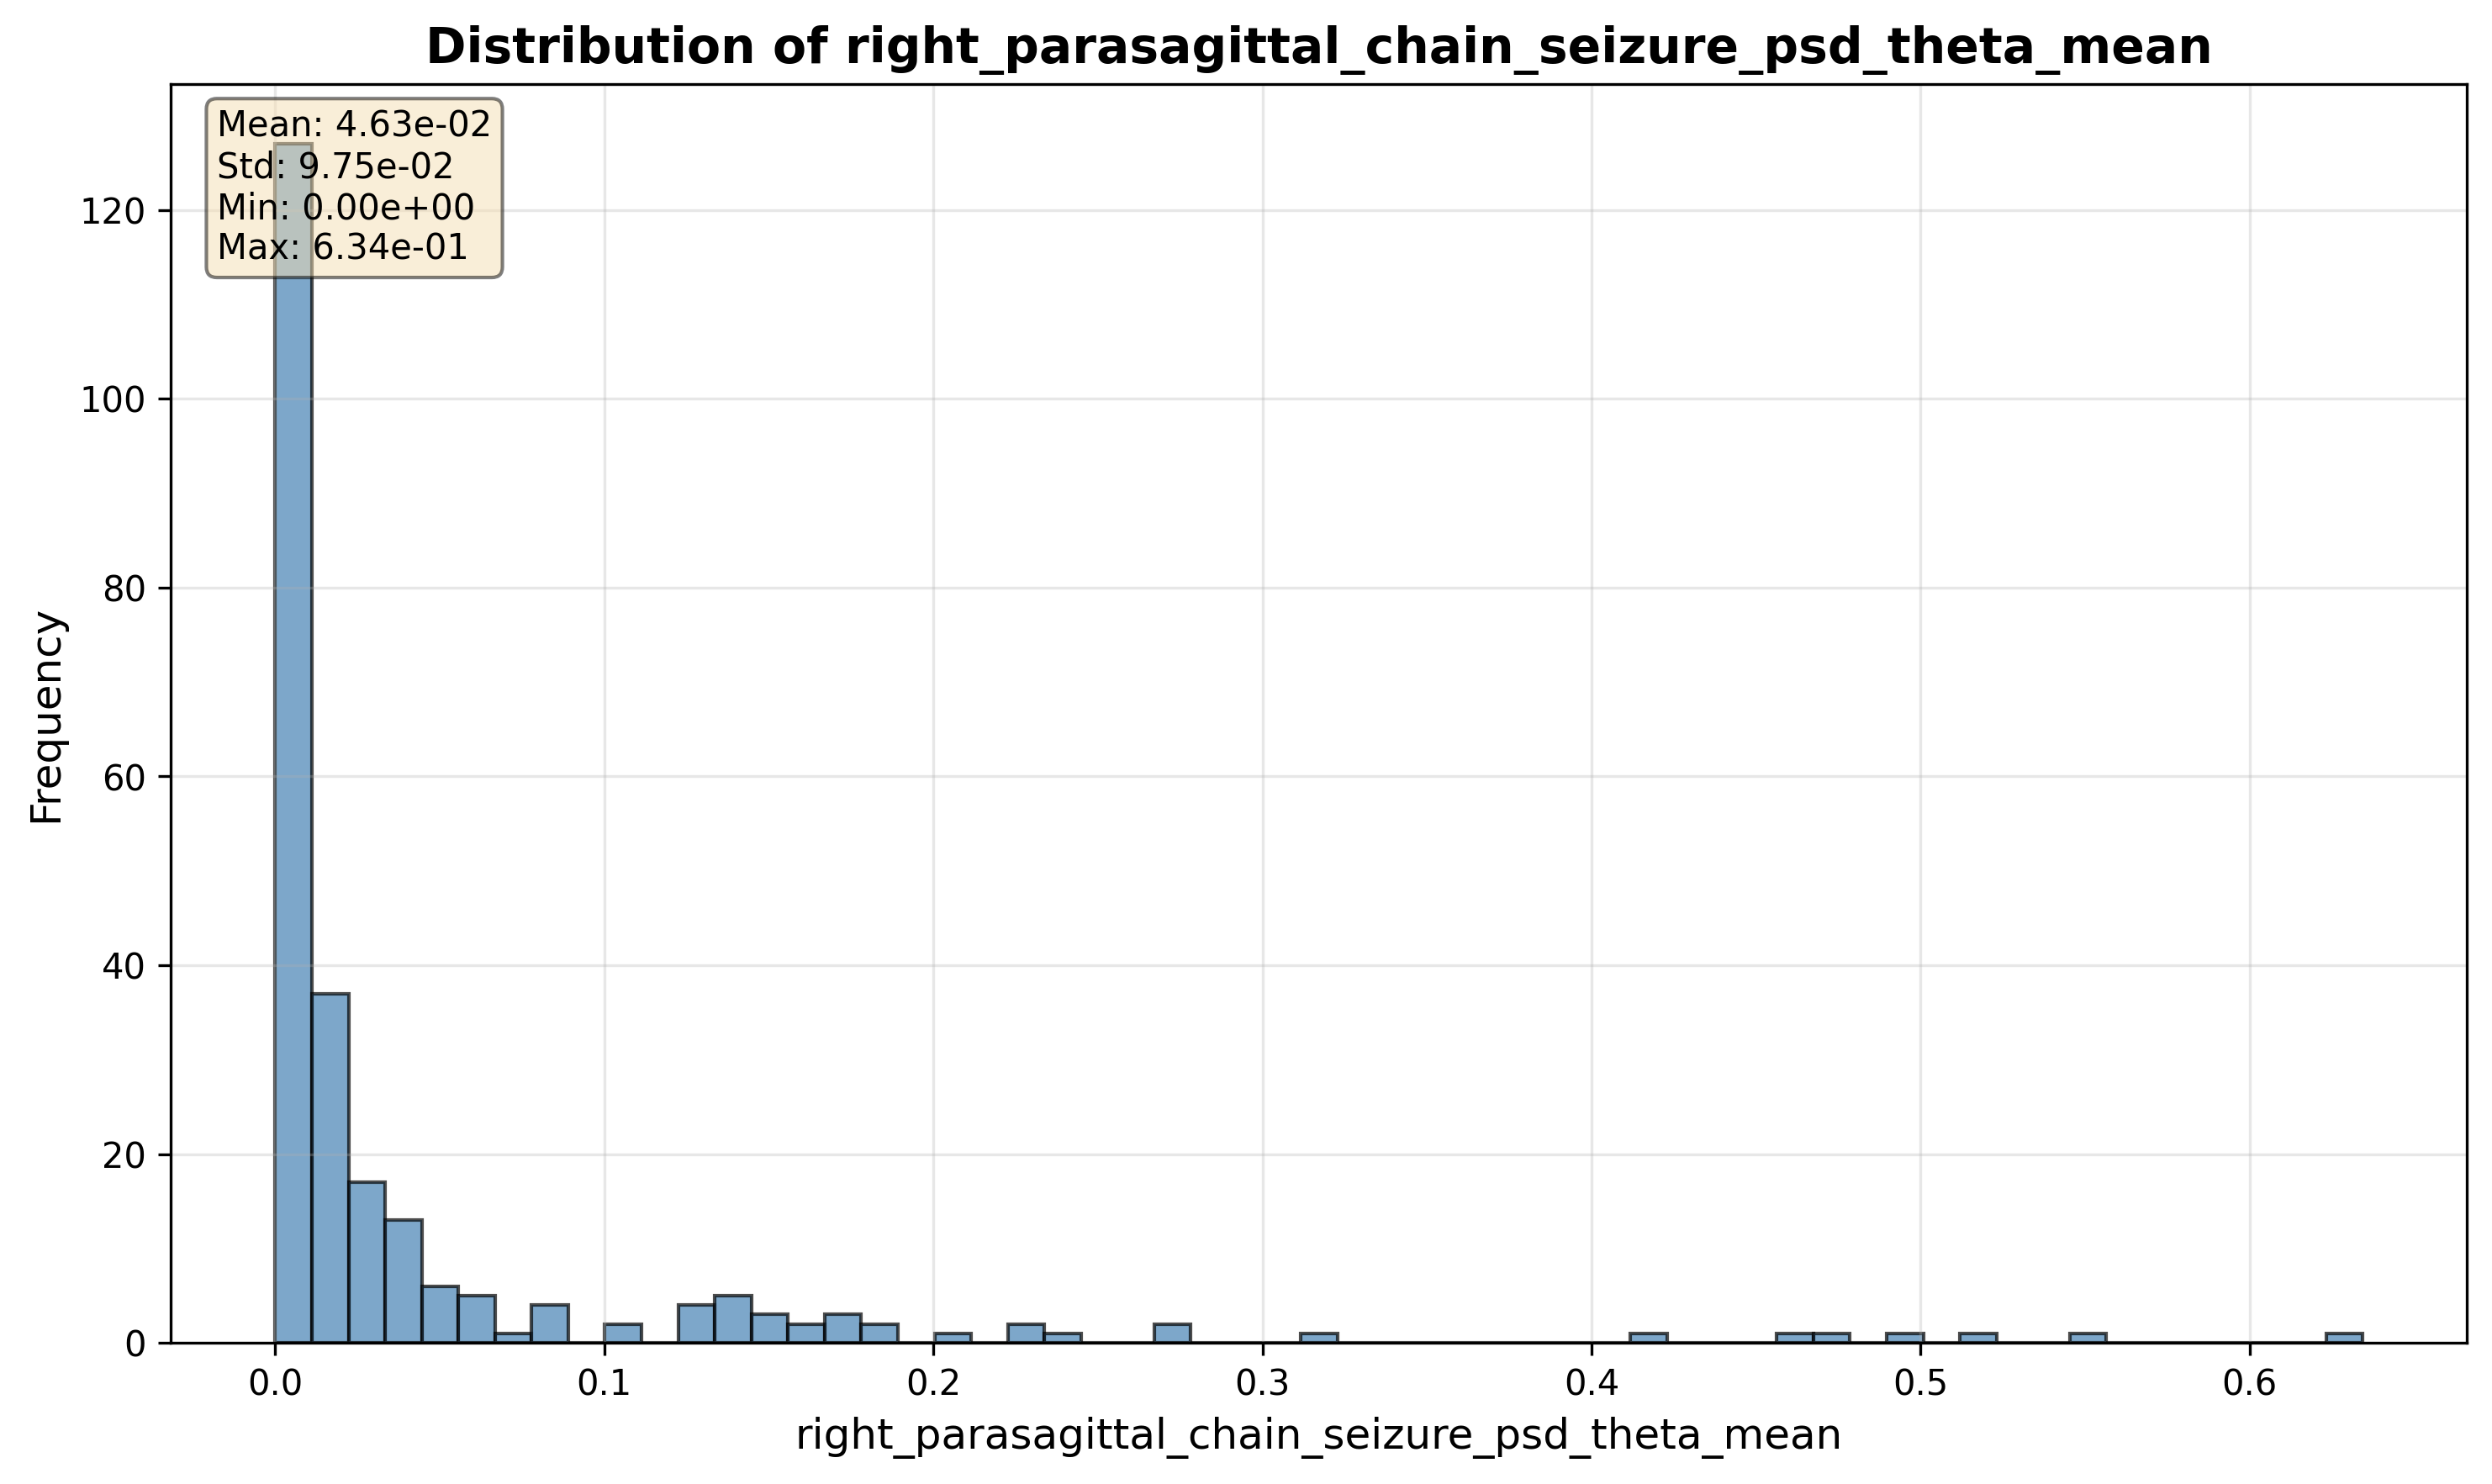 Distribution of right_parasagittal_chain_seizure_psd_theta_mean
Mean: 4.63e-02
Std: 9.75e-02
Min: 0.00e+00
Max: 6.34e-01
Frequency
120
100
80
60
40
20
0
0.0 0.1 0.2 0.3 0.4 0.5 0.6
right_parasagittal_chain_seizure_psd_theta_mean